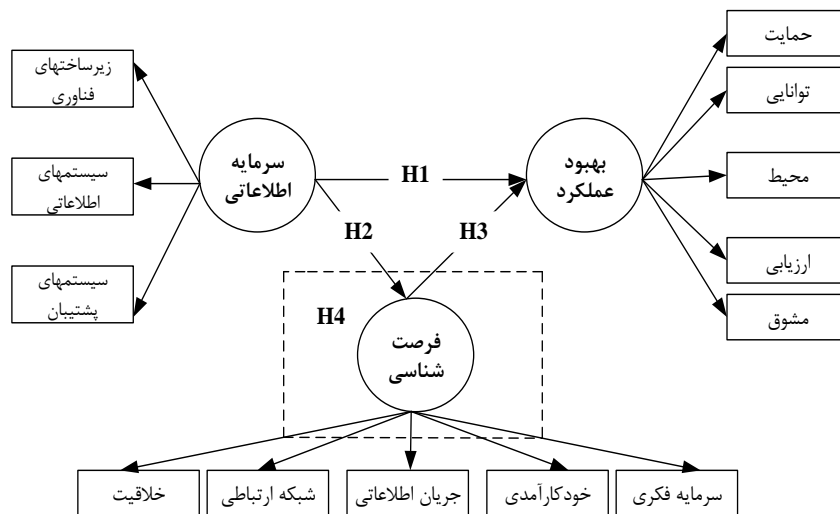 حمایت
توانایی
محیط
ارزیابی
مشوق
بهبود
عملکرد
H1
H2
H3
H4
سرمایه
اطلاعاتی
زیرساختهای
فناوری
سیستمهای
اطلاعاتی
سیستمهای
پشتیبان
فرصت
شناسی
سرمایه فکری
خودکارآمدی
جریان اطلاعاتی
شبکه ارتباطی
خلاقیت